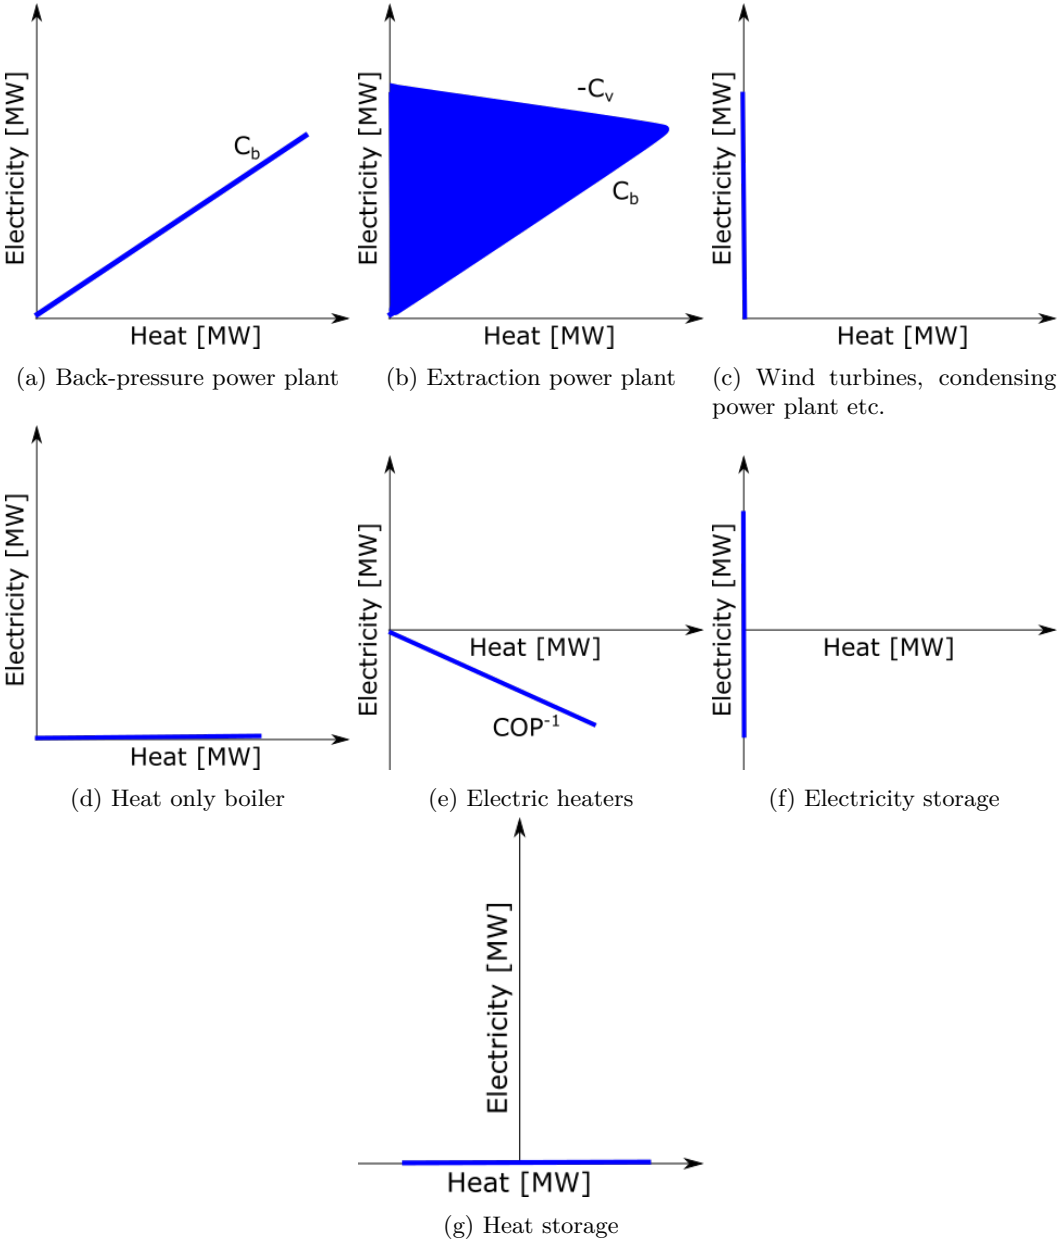 Electricity [MW]
C_b
Heat [MW]
(a) Back-pressure power plant
Electricity [MW]
-C_v
C_b
Heat [MW]
(b) Extraction power plant
Electricity [MW]
Heat [MW]
(c) Wind turbines, condensing
power plant etc.
Electricity [MW]
Heat [MW]
(d) Heat only boiler
Electricity [MW]
Heat [MW]
COP⁻¹
(e) Electric heaters
Electricity [MW]
Heat [MW]
(f) Electricity storage
Electricity [MW]
Heat [MW]
(g) Heat storage